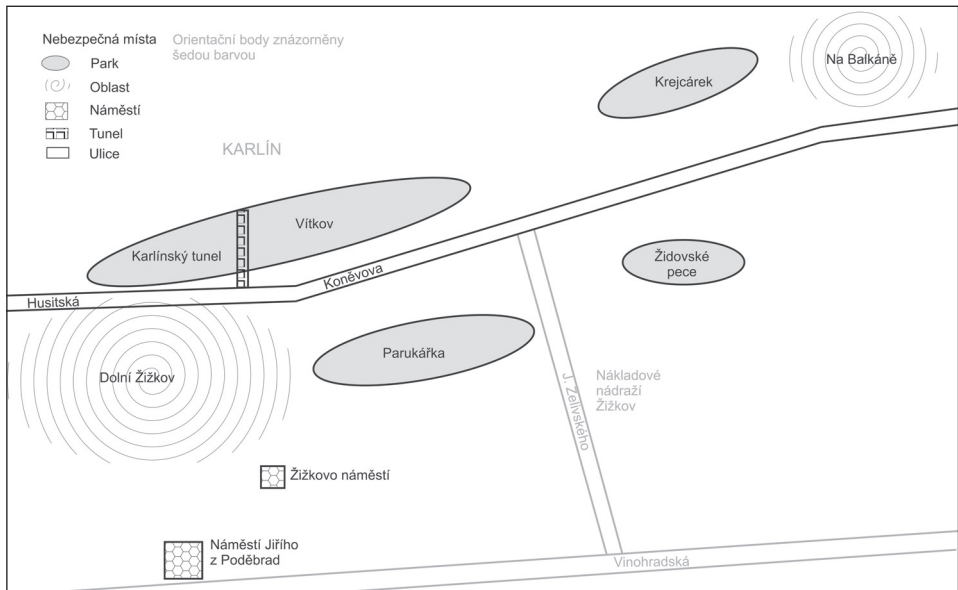 Nebezpečná místa
Park
Oblast
Náměstí
Tunel
Ulice
Orientační body znázorněny
šedou barvou
KARLÍN
Krejcárek
Na Balkáně
Vítkov
Karlínský tunel
Husitská
Koněvova
Židovské
pece
Parukářka
Dolní Žižkov
J. Želivského
Nákladové
nádraží
Žižkov
Žižkovo náměstí
Náměstí Jiřího
z Poděbrad
Vinohradská